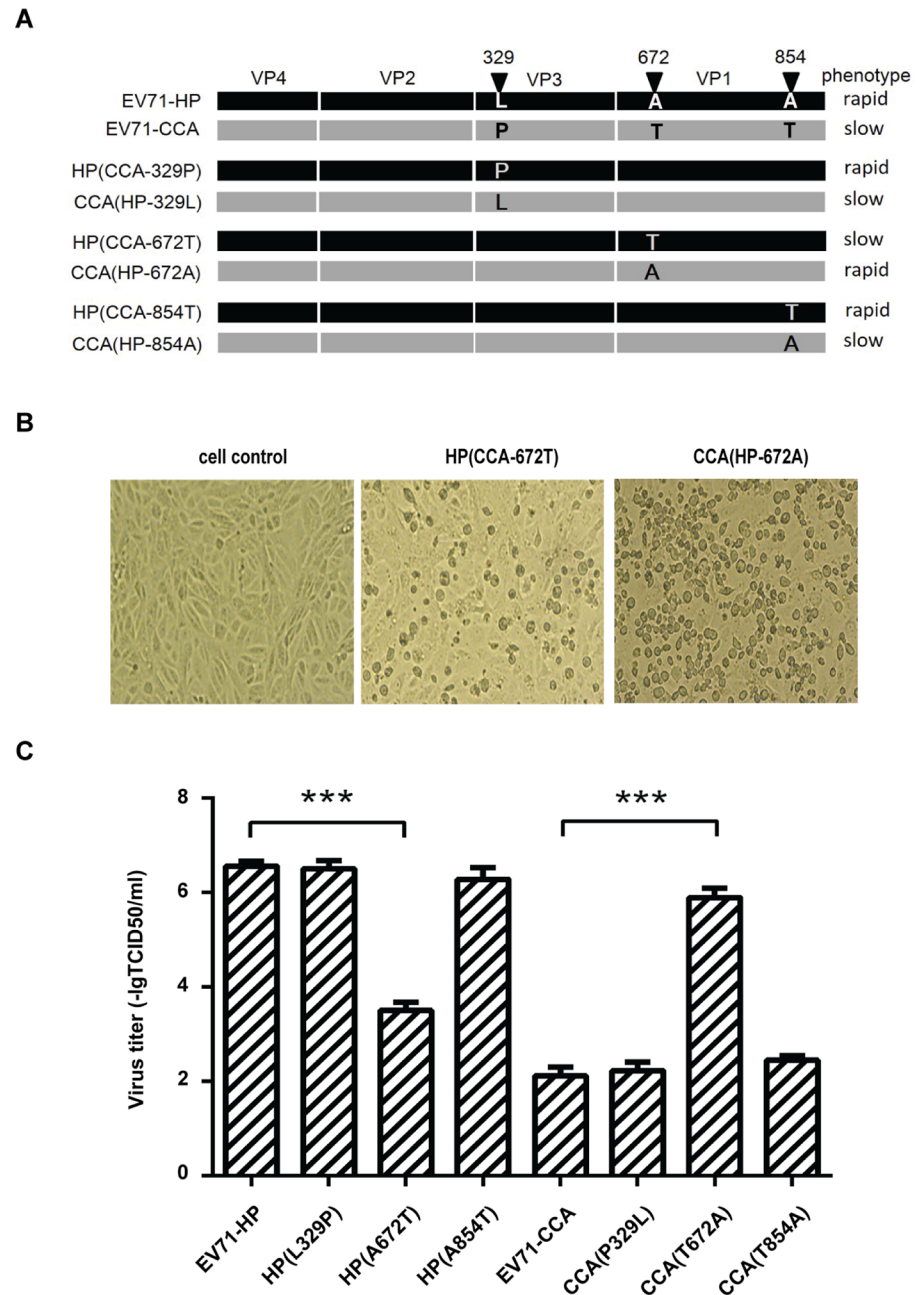 A
329 672 854
VP4 VP2 VP3 VP1 phenotype
EV71-HP L A A rapid
EV71-CCA P T T slow
HP(CCA-329P) P rapid
CCA(HP-329L) L slow
HP(CCA-672T) T slow
CCA(HP-672A) A rapid
HP(CCA-854T) T rapid
CCA(HP-854A) A slow
B
cell control HP(CCA-672T) CCA(HP-672A)
C
8
6
4
2
0
Virus titer (-lgTCID50/ml)
*** ***
EV71-HP HP(L329P) HP(A672T) HP(A854T) EV71-CCA CCA(P329L) CCA(T672A) CCA(T854A)